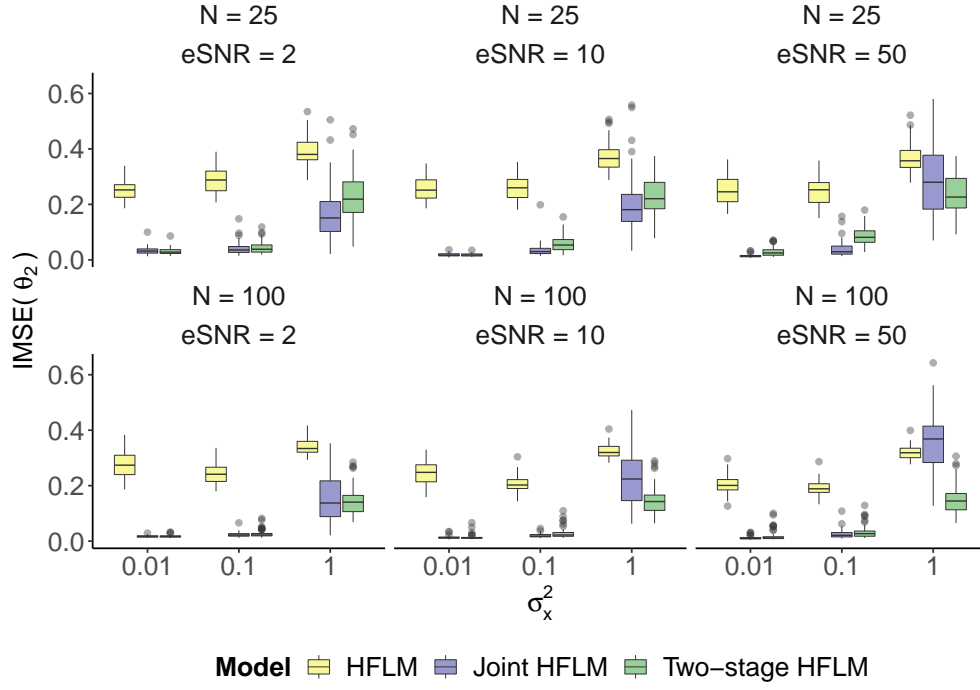 N = 25 N = 25 N = 25
eSNR = 2 eSNR = 10 eSNR = 50
0.6
0.4
0.2
0.0
IMSE( θ₂ )
N = 100 N = 100 N = 100
eSNR = 2 eSNR = 10 eSNR = 50
0.6
0.4
0.2
0.0
0.01 0.1 1 0.01 0.1 1 0.01 0.1 1
σ²ₓ
Model HFLM Joint HFLM Two-stage HFLM